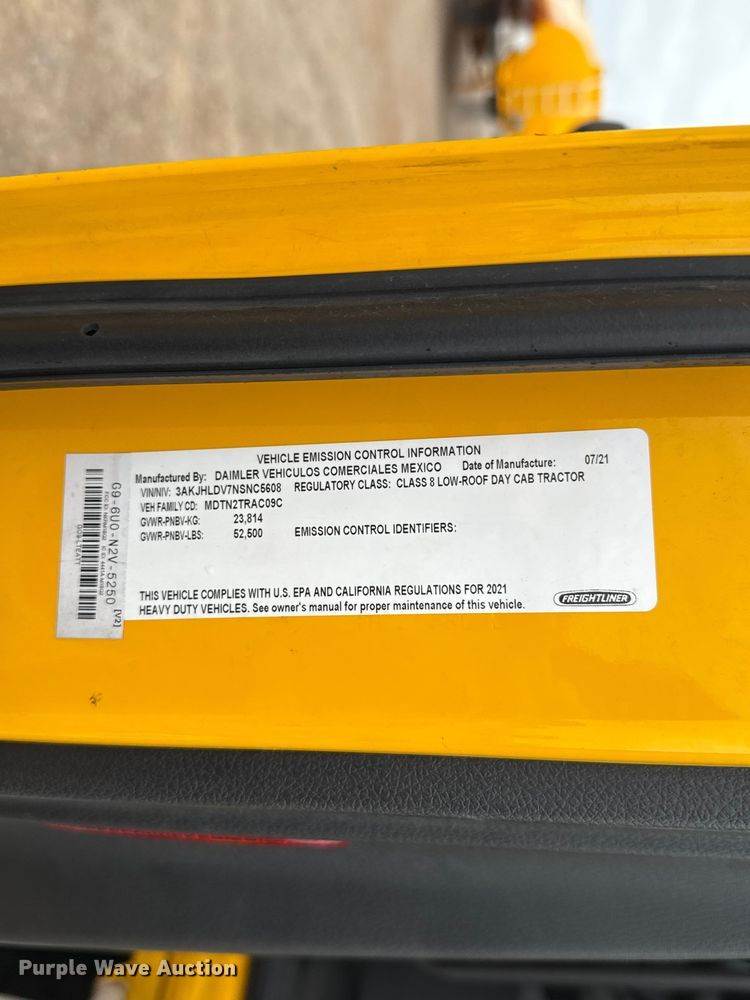 VEHICLE EMISSION CONTROL INFORMATION
Manufactured By: DAIMLER VEHICULOS COMERCIALES MEXICO Date of Manufacture: 07/21
VIN/NIV: 3AKJHLDV7NSNC5608 REGULATORY CLASS: CLASS 8 LOW-ROOF DAY CAB TRACTOR
VEH FAMILY CD: MDTN2TRAC09C
GVWR-PNBV-KG: 23,814
GVWR-PNBV-LBS: 52,500 EMISSION CONTROL IDENTIFIERS:
THIS VEHICLE COMPLIES WITH U.S. EPA AND CALIFORNIA REGULATIONS FOR 2021
HEAVY DUTY VEHICLES. See owner's manual for proper maintenance of this vehicle.
FREIGHTLINER
G9-6U0-N2V-5250 [V2]
Purple Wave Auction